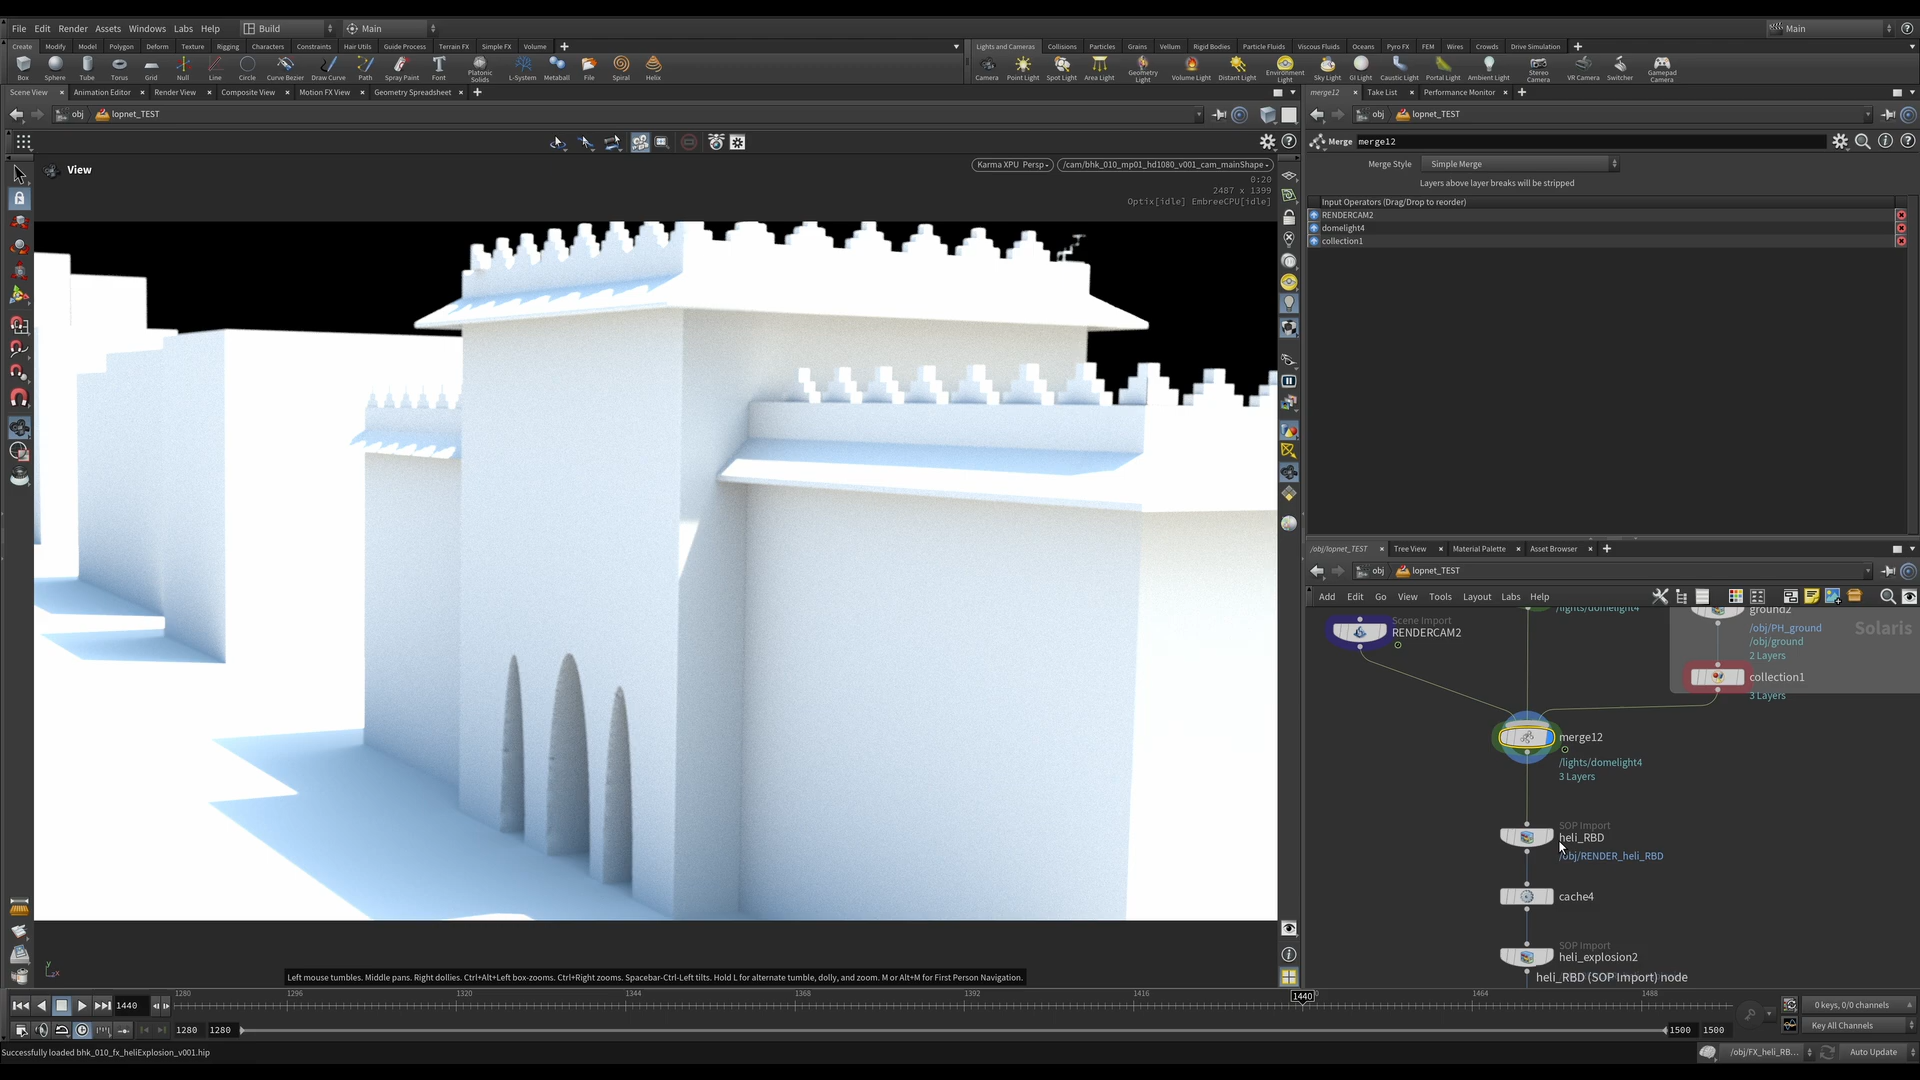 File Edit Render Assets Windows Labs Help Build Main Main
Create Modify Model Polygon Deform Texture Rigging Characters Constraints Hair Utils Guide Process Terrain FX Simple FX Volume
Lights and Cameras Collisions Particles Grains Vellum Rigid Bodies Particle Fluids Viscous Fluids Oceans Pyro FX FEM Wires Crowds Drive Simulation
Box Sphere Tube Torus Grid Null Line Circle Curve Bezier Draw Curve Path Spray Paint Font Platonic Solids L-System Metaball File Spiral Helix
Camera Point Light Spot Light Area Light Geometry Light Volume Light Distant Light Environment Light Sky Light GI Light Caustic Light Portal Light Ambient Light Stereo Camera VR Camera Switcher Gamepad Camera
Scene View Animation Editor Render View Composite View Motion FX View Geometry Spreadsheet
merge12 Take List Performance Monitor
obj lopnet_TEST
obj lopnet_TEST
Merge merge12
View
Karma XPU Persp /cam/bhk_010_mp01_hd1080_v001_cam_mainShape
0:20
2487 x 1399
Optix[idle] EmbreeCPU[idle]
Merge Style Simple Merge
Layers above layer breaks will be stripped
Input Operators (Drag/Drop to reorder)
RENDERCAM2
domelight4
collection1
/obj/lopnet_TEST Tree View Material Palette Asset Browser
obj lopnet_TEST
Add Edit Go View Tools Layout Labs Help
/lights/domelight4
ground2
Scene Import
RENDERCAM2
/obj/PH_ground
/obj/ground
2 Layers
Solaris
collection1
3 Layers
merge12
/lights/domelight4
3 Layers
SOP Import
heli_RBD
/obj/RENDER_heli_RBD
cache4
SOP Import
heli_explosion2
heli_RBD (SOP Import) node
y
x
Left mouse tumbles. Middle pans. Right dollies. Ctrl+Alt+Left box-zooms. Ctrl+Right zooms. Spacebar-Ctrl-Left tilts. Hold L for alternate tumble, dolly, and zoom. M or Alt+M for First Person Navigation.
1440 1280 1296 1320 1344 1368 1392 1416 1440 1464 1488
0 keys, 0/0 channels
1280 1280 1500 1500
Key All Channels
Successfully loaded bhk_010_fx_heliExplosion_v001.hip
/obj/FX_heli_RB... Auto Update